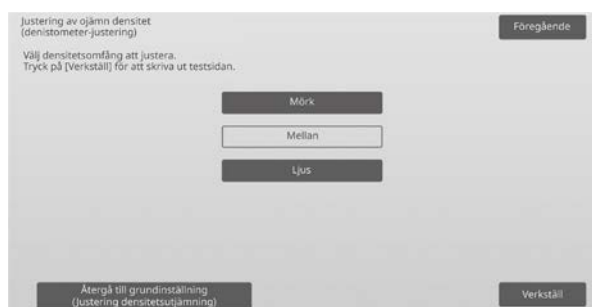 Justering av ojämn densitet
(denistometer-justering)
Föregående
Välj densitetsomfång att justera.
Tryck på [Verkställ] för att skriva ut testsidan.
Mörk
Mellan
Ljus
Återgå till grundinställning
(Justering densitetsutjämning)
Verkställ